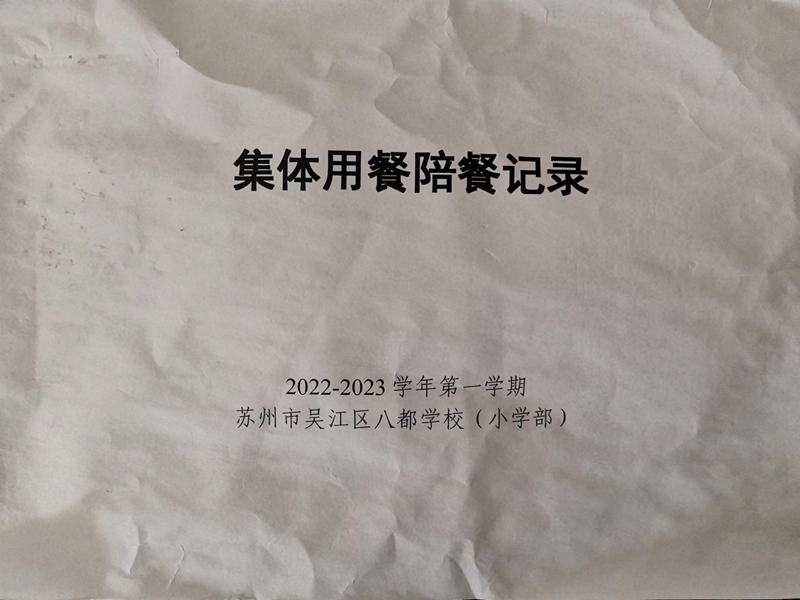 集体用餐陪餐记录
2022-2023 学年第一学期
苏州市吴江区八都学校（小学部）